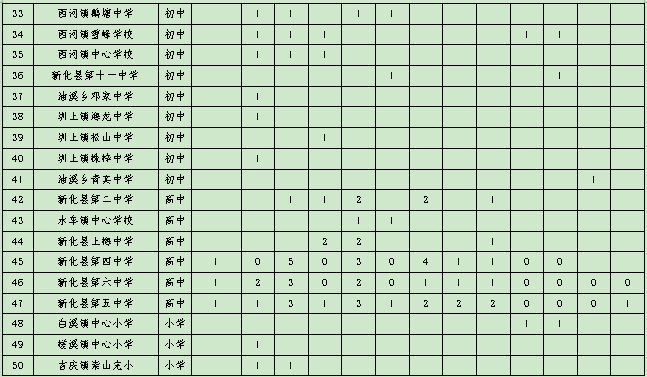 33 西河镇鹅塘中学 初中 1 1 1 1
34 西河镇雪峰学校 初中 1 1 1 1 1
35 西河镇中心学校 初中 1 1 1
36 新化县第十一中学 初中 1 1
37 油溪乡邓家中学 初中 1
38 圳上镇海龙中学 初中 1
39 圳上镇松山中学 初中 1
40 圳上镇株梓中学 初中 1
41 油溪乡青实中学 初中 1
42 新化县第二中学 高中 1 1 2 2 1
43 水车镇中心学校 高中 1 1
44 新化县上梅中学 高中 2 2 1
45 新化县第四中学 高中 1 0 5 0 3 0 4 1 1 0 0
46 新化县第六中学 高中 1 2 3 0 2 0 1 1 1 0 0 0 0
47 新化县第五中学 高中 1 1 3 1 3 1 2 2 2 0 0 0 1
48 白溪镇中心小学 小学 1 1
49 槎溪镇中心小学 小学 1
50 吉庆镇崇山完小 小学 1 1